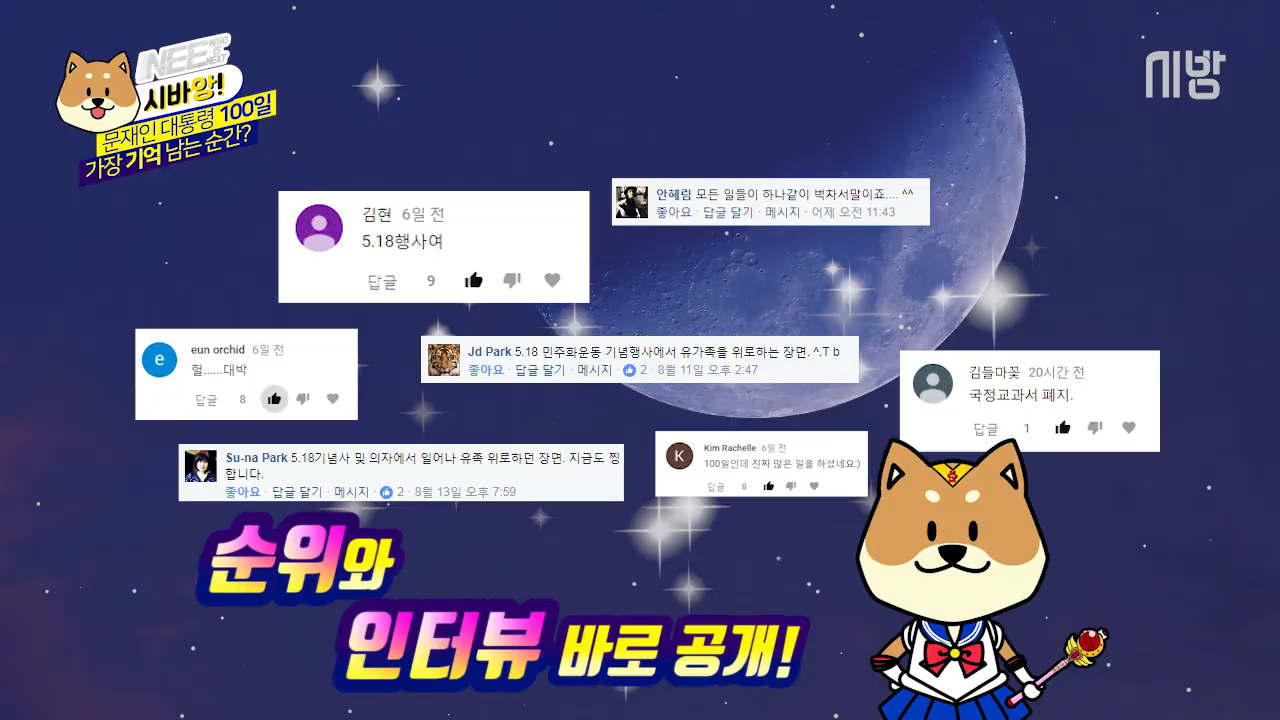 NEE WHO IS NEXT
시바앙!
문재인 대통령 100일
가장 기억 남는 순간?
시방
안혜림 모든 일들이 하나같이 벅차서말이죠.... ^^
좋아요 · 답글 달기 · 메시지 · 어제 오전 11:43
김현 6일 전
5.18행사여
답글 9
eun orchid 6일 전
e
헐......대박
답글 8
Jd Park 5.18 민주화운동 기념행사에서 유가족을 위로하는 장면. ^.T b
좋아요 · 답글 달기 · 메시지 · 2 · 8월 11일 오후 2:47
김들마꽃 20시간 전
국정교과서 폐지.
답글 1
Su-na Park 5.18기념사 및 의자에서 일어나 유족 위로하던 장면. 지금도 찡
합니다.
좋아요 · 답글 달기 · 메시지 · 2 · 8월 13일 오후 7:59
Kim Rachelle 6일 전
K
100일인데 진짜 많은 일을 하셨네요:)
답글 8
순위와
인터뷰 바로 공개!